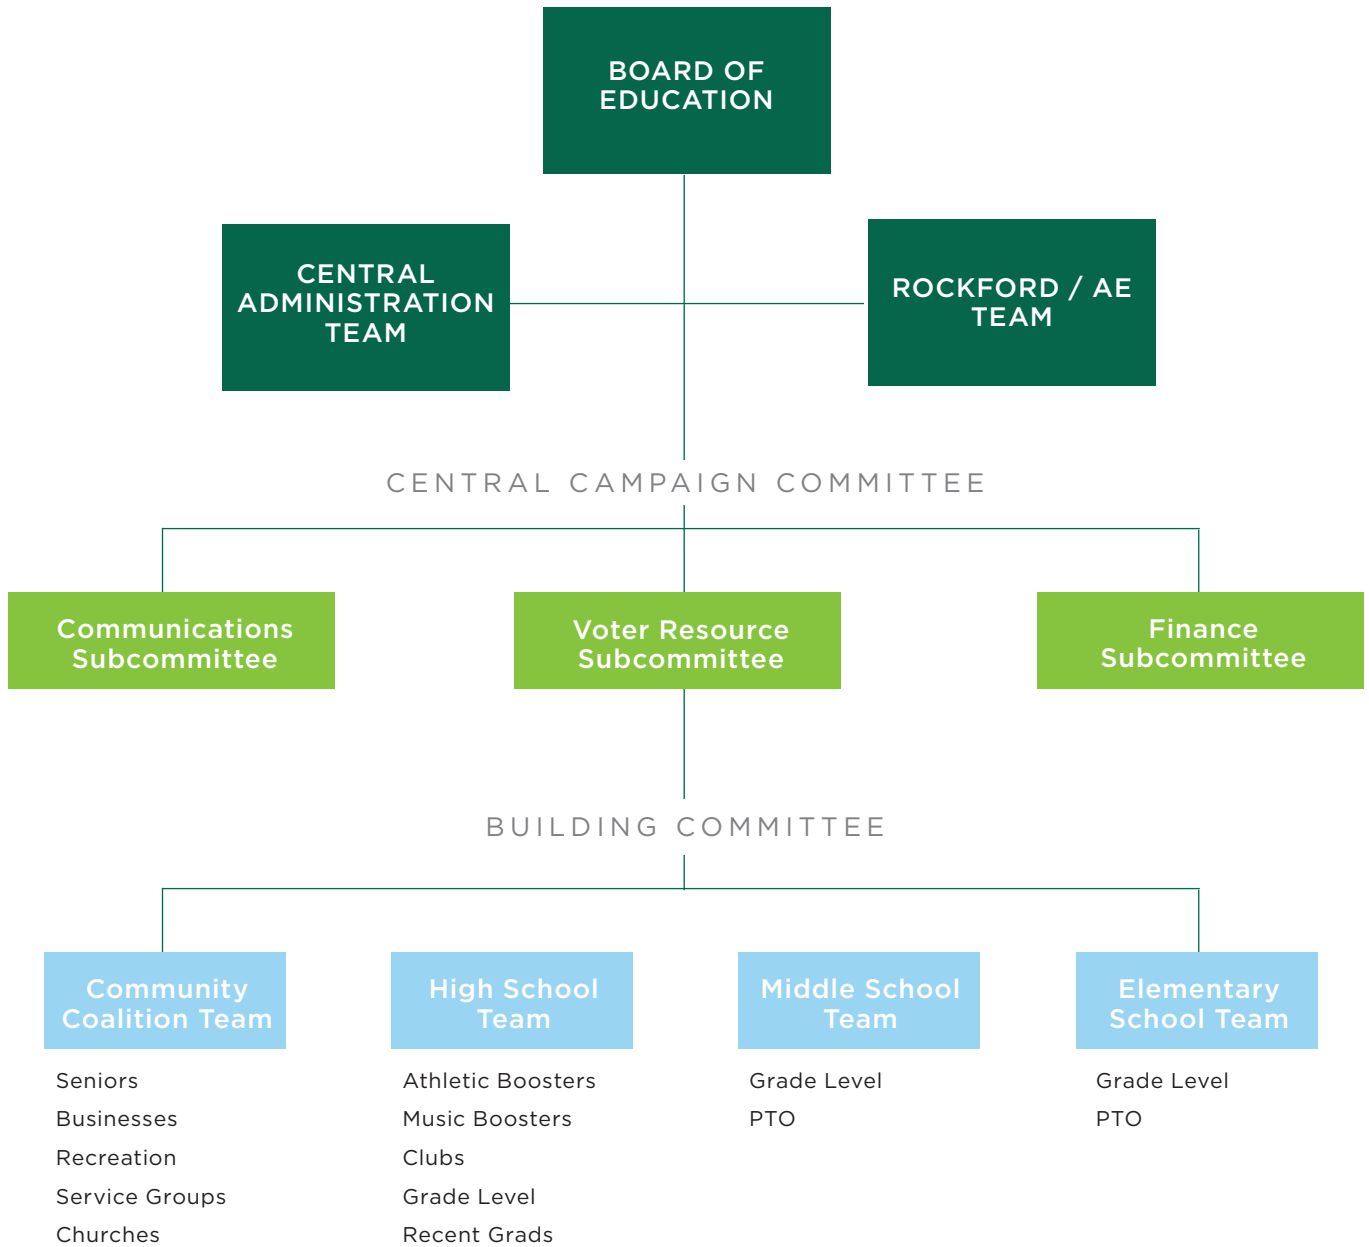 BOARD OF
EDUCATION
CENTRAL
ADMINISTRATION
TEAM
ROCKFORD / AE
TEAM
CENTRAL CAMPAIGN COMMITTEE
Communications
Subcommittee
Voter Resource
Subcommittee
Finance
Subcommittee
BUILDING COMMITTEE
Community
Coalition Team
Seniors
Businesses
Recreation
Service Groups
Churches
High School
Team
Athletic Boosters
Music Boosters
Clubs
Grade Level
Recent Grads
Middle School
Team
Grade Level
PTO
Elementary
School Team
Grade Level
PTO